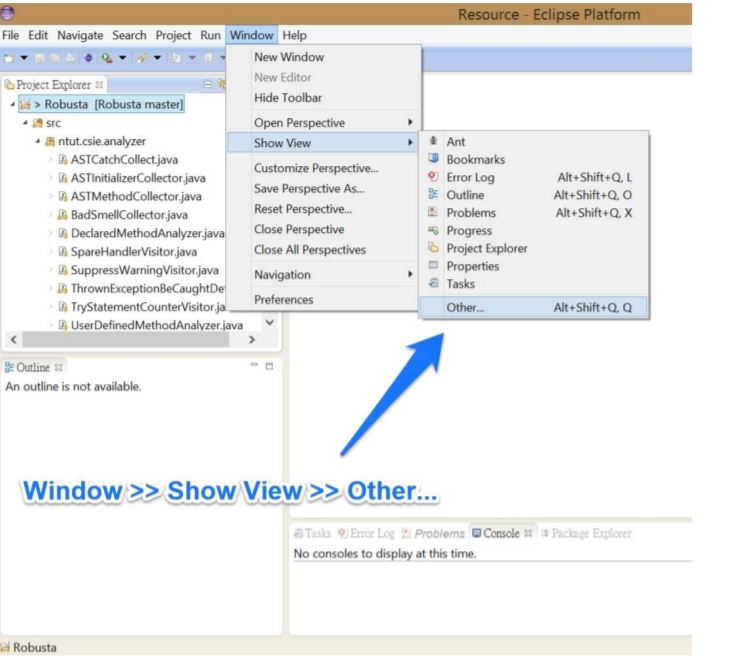 Resource - Eclipse Platform
File Edit Navigate Search Project Run Window Help
New Window
New Editor
Hide Toolbar
Open Perspective
Show View
Customize Perspective...
Save Perspective As...
Reset Perspective...
Close Perspective
Close All Perspectives
Navigation
Preferences
Ant
Bookmarks
Error Log Alt+Shift+Q, L
Outline Alt+Shift+Q, O
Problems Alt+Shift+Q, X
Progress
Project Explorer
Properties
Tasks
Other... Alt+Shift+Q, Q
Project Explorer
> Robusta [Robusta master]
src
ntut.csie.analyzer
ASTCatchCollect.java
ASTInitializerCollector.java
ASTMethodCollector.java
BadSmellCollector.java
DeclaredMethodAnalyzer.java
SpareHandlerVisitor.java
SuppressWarningVisitor.java
ThrownExceptionBeCaughtDe
TryStatementCounterVisitor.ja
UserDefinedMethodAnalyzer.java
Outline
An outline is not available.
Window >> Show View >> Other...
Tasks Error Log Problems Console Package Explorer
No consoles to display at this time.
Robusta